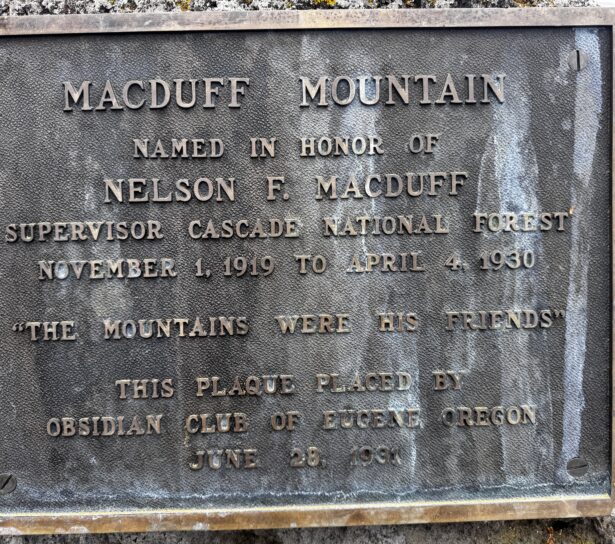 MACDUFF MOUNTAIN
NAMED IN HONOR OF
NELSON F. MACDUFF
SUPERVISOR CASCADE NATIONAL FOREST
NOVEMBER 1, 1919 TO APRIL 4, 1930
"THE MOUNTAINS WERE HIS FRIENDS"
THIS PLAQUE PLACED BY
OBSIDIAN CLUB OF EUGENE, OREGON
JUNE 28, 1931